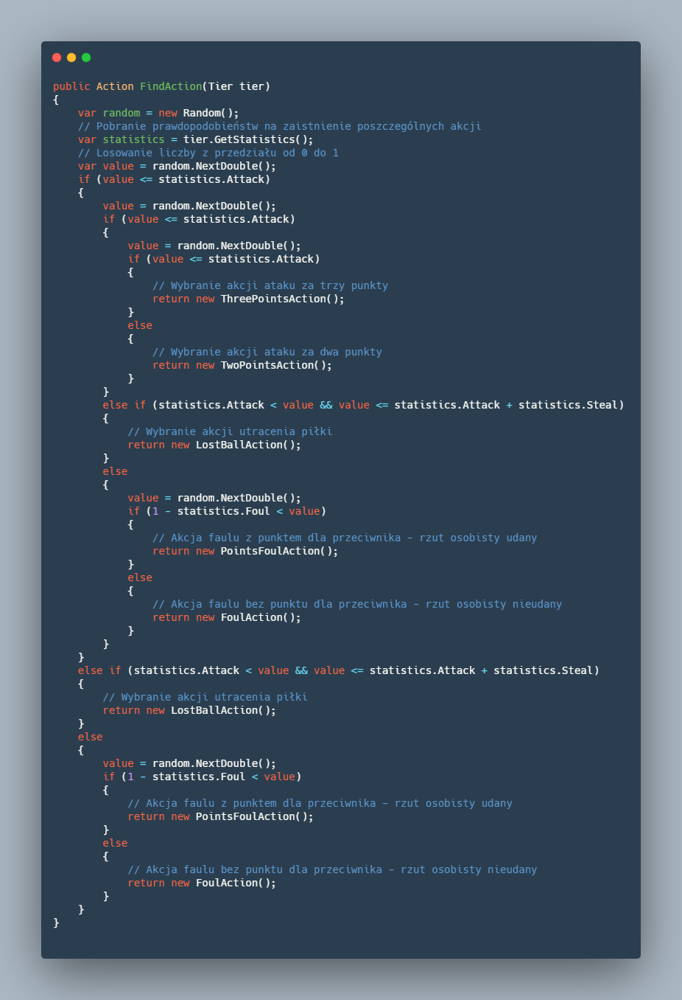 public Action FindAction(Tier tier)
{
    var random = new Random();
    // Pobranie prawdopodobieństw na zaistnienie poszczególnych akcji
    var statistics = tier.GetStatistics();
    // Losowanie liczby z przedziału od 0 do 1
    var value = random.NextDouble();
    if (value <= statistics.Attack)
    {
        value = random.NextDouble();
        if (value <= statistics.Attack)
        {
            value = random.NextDouble();
            if (value <= statistics.Attack)
            {
                // Wybranie akcji ataku za trzy punkty
                return new ThreePointsAction();
            }
            else
            {
                // Wybranie akcji ataku za dwa punkty
                return new TwoPointsAction();
            }
        }
        else if (statistics.Attack < value && value <= statistics.Attack + statistics.Steal)
        {
            // Wybranie akcji utracenia piłki
            return new LostBallAction();
        }
        else
        {
            value = random.NextDouble();
            if (1 - statistics.Foul < value)
            {
                // Akcja faulu z punktem dla przeciwnika - rzut osobisty udany
                return new PointsFoulAction();
            }
            else
            {
                // Akcja faulu bez punktu dla przeciwnika - rzut osobisty nieudany
                return new FoulAction();
            }
        }
    }
    else if (statistics.Attack < value && value <= statistics.Attack + statistics.Steal)
    {
        // Wybranie akcji utracenia piłki
        return new LostBallAction();
    }
    else
    {
        value = random.NextDouble();
        if (1 - statistics.Foul < value)
        {
            // Akcja faulu z punktem dla przeciwnika - rzut osobisty udany
            return new PointsFoulAction();
        }
        else
        {
            // Akcja faulu bez punktu dla przeciwnika - rzut osobisty nieudany
            return new FoulAction();
        }
    }
}